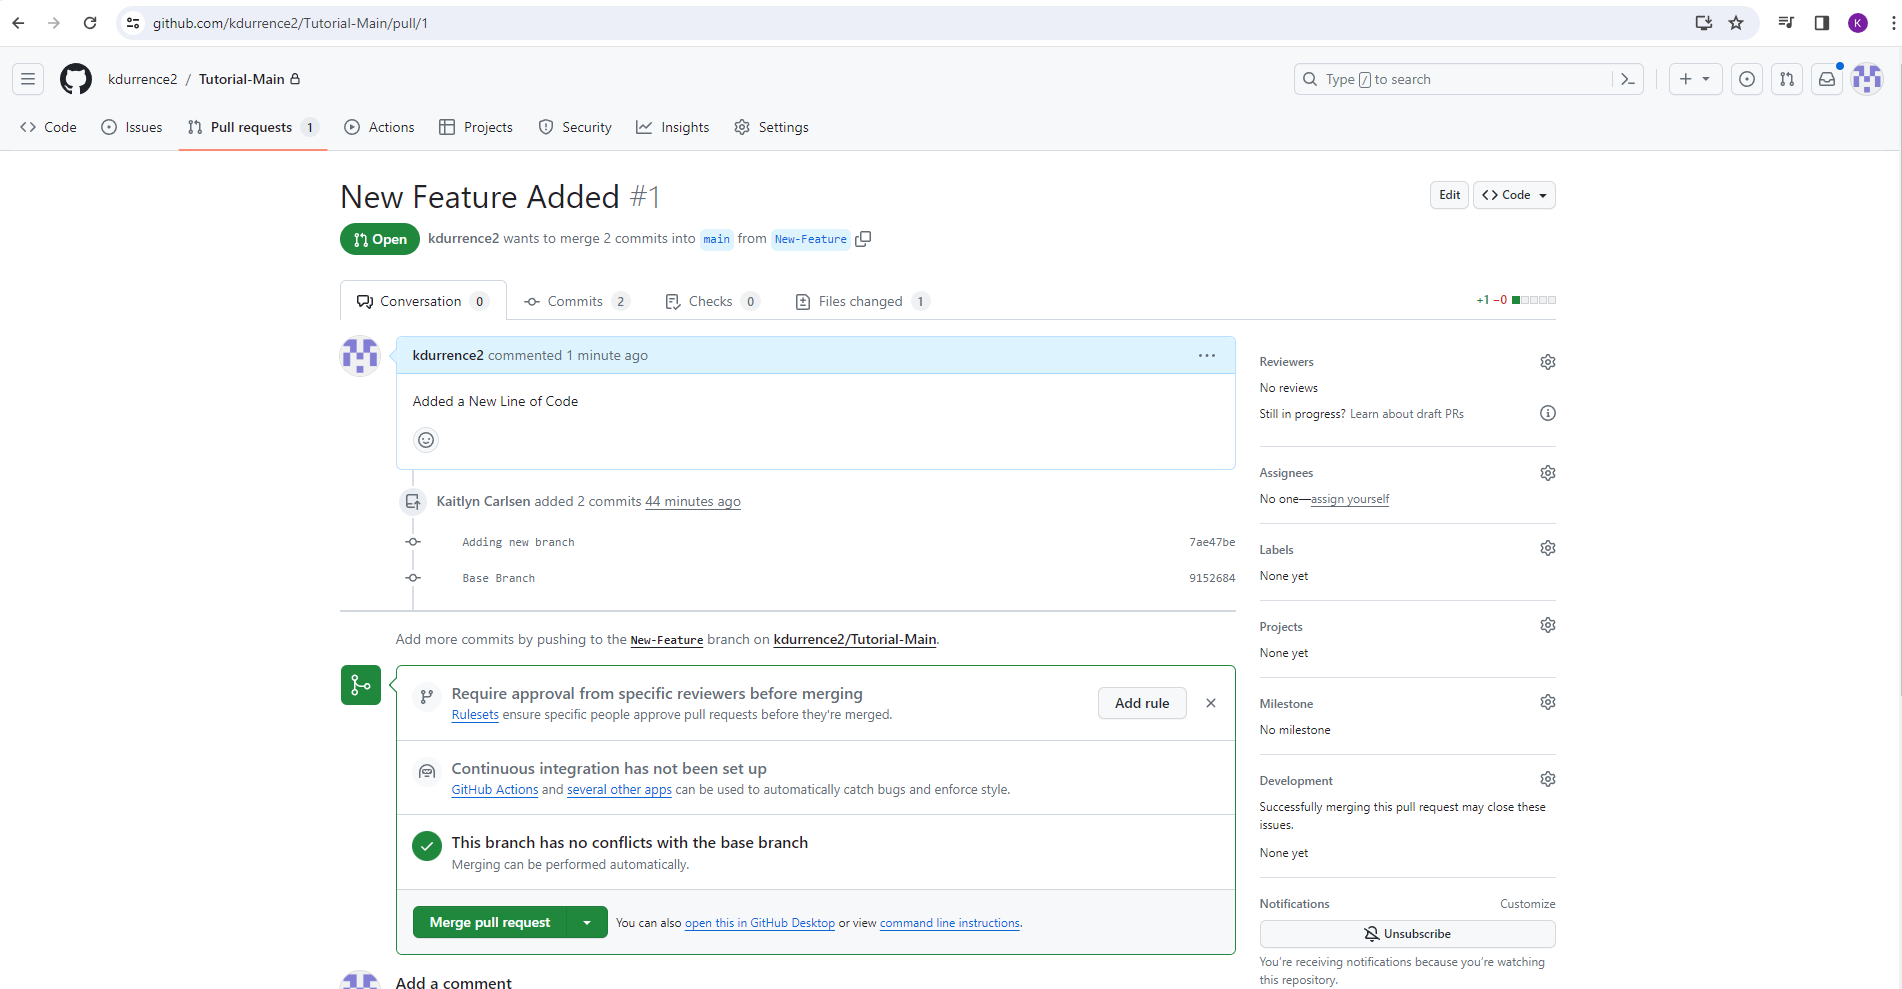 github.com/kdurrence2/Tutorial-Main/pull/1
K
kdurrence2 / Tutorial-Main
Type / to search
Code
Issues
Pull requests 1
Actions
Projects
Security
Insights
Settings
New Feature Added #1
Edit
Code
Open
kdurrence2 wants to merge 2 commits into main from New-Feature
Conversation 0
Commits 2
Checks 0
Files changed 1
+1 −0
kdurrence2 commented 1 minute ago
Added a New Line of Code
Kaitlyn Carlsen added 2 commits 44 minutes ago
Adding new branch 7ae47be
Base Branch 9152684
Add more commits by pushing to the New-Feature branch on kdurrence2/Tutorial-Main.
Require approval from specific reviewers before merging
Rulesets ensure specific people approve pull requests before they're merged.
Add rule
Continuous integration has not been set up
GitHub Actions and several other apps can be used to automatically catch bugs and enforce style.
This branch has no conflicts with the base branch
Merging can be performed automatically.
Merge pull request
You can also open this in GitHub Desktop or view command line instructions.
Add a comment
Reviewers
No reviews
Still in progress? Learn about draft PRs
Assignees
No one—assign yourself
Labels
None yet
Projects
None yet
Milestone
No milestone
Development
Successfully merging this pull request may close these
issues.
None yet
Notifications
Customize
Unsubscribe
You're receiving notifications because you're watching
this repository.